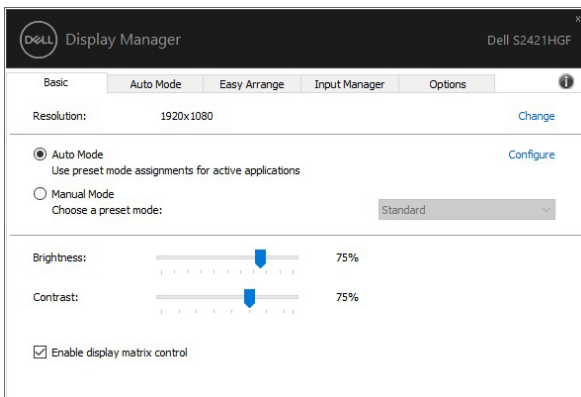 DELL Display Manager Dell S2421HGF
Basic Auto Mode Easy Arrange Input Manager Options
Resolution: 1920x1080 Change
Auto Mode Configure
Use preset mode assignments for active applications
Manual Mode
Choose a preset mode: Standard
Brightness: 75%
Contrast: 75%
Enable display matrix control